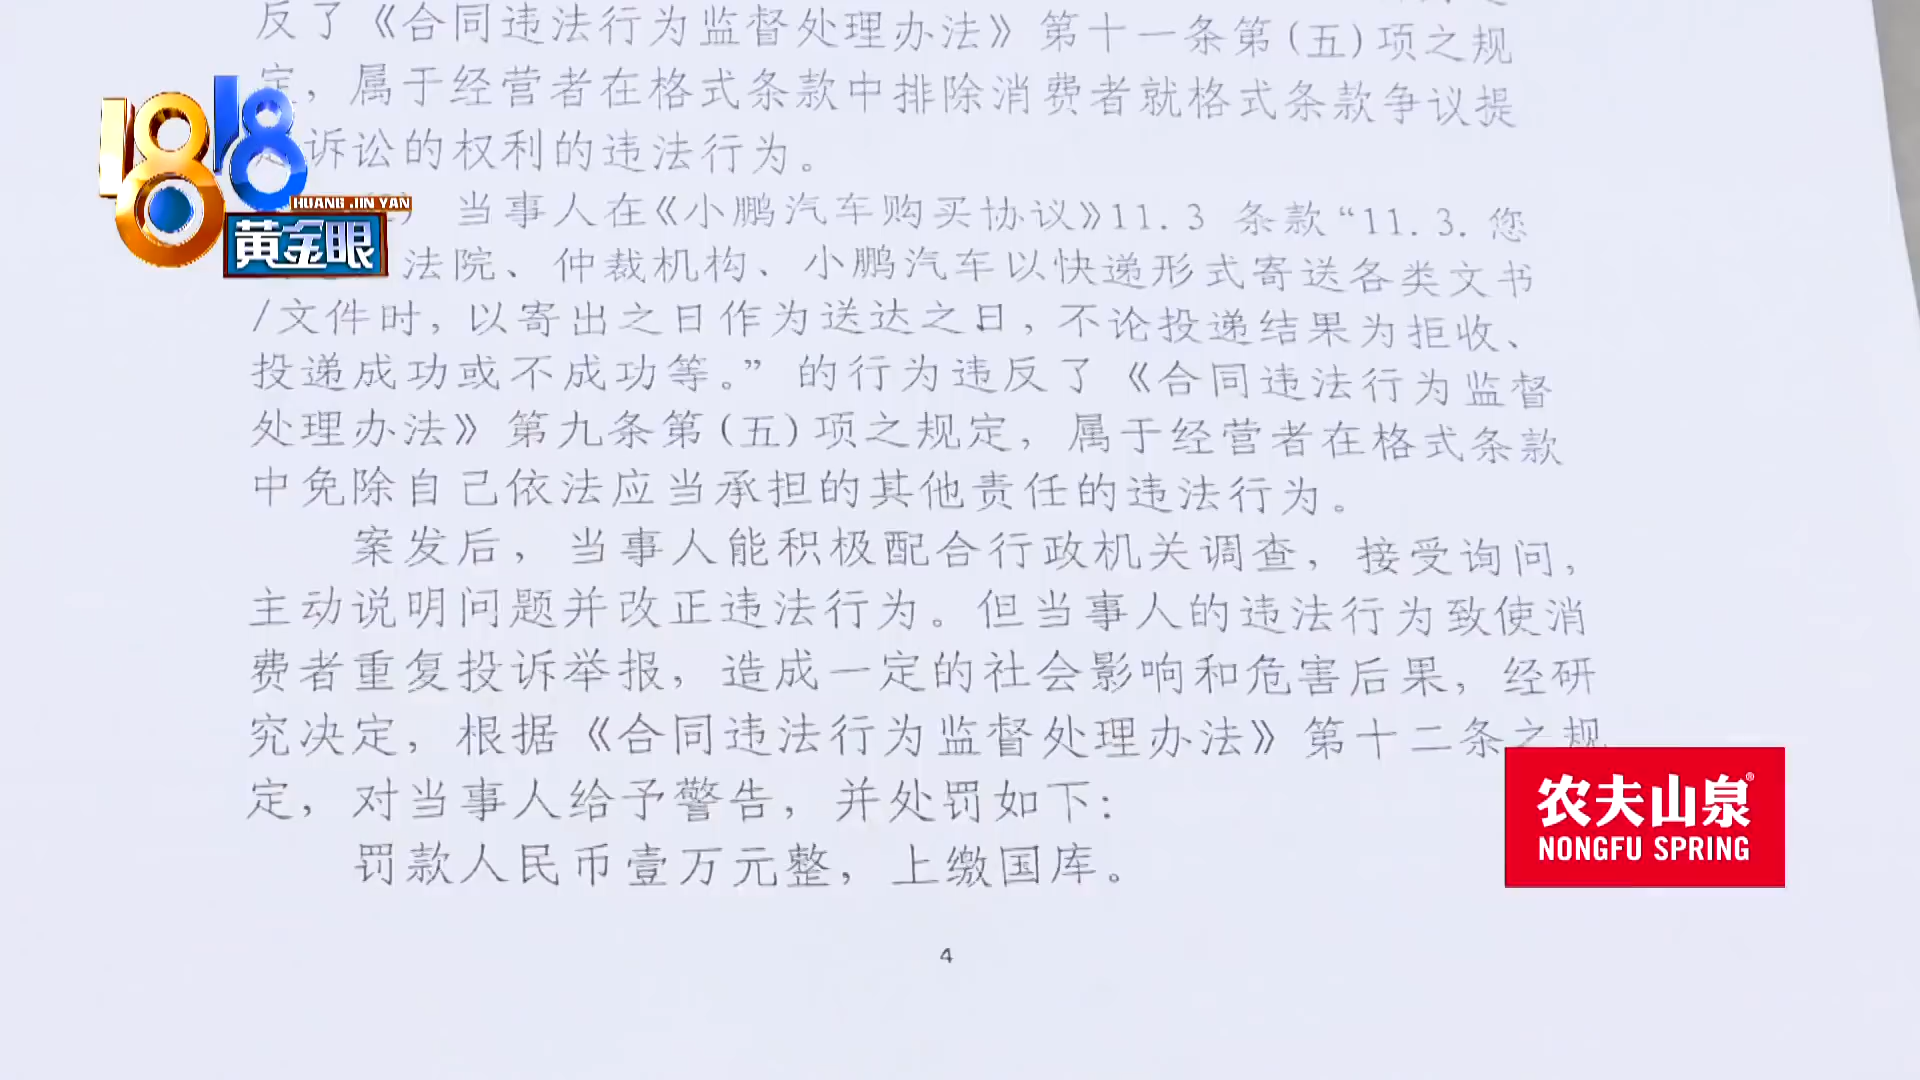 反了《合同违法行为监督处理办法》第十一条第(五)项之规
定，属于经营者在格式条款中排除消费者就格式条款争议提
诉讼的权利的违法行为。
当事人在《小鹏汽车购买协议》11.3 条款“11.3.您
法院、仲裁机构、小鹏汽车以快递形式寄送各类文书
/文件时，以寄出之日作为送达之日，不论投递结果为拒收、
投递成功或不成功等。”的行为违反了《合同违法行为监督
处理办法》第九条第(五)项之规定，属于经营者在格式条款
中免除自己依法应当承担的其他责任的违法行为。
案发后，当事人能积极配合行政机关调查，接受询问，
主动说明问题并改正违法行为。但当事人的违法行为致使消
费者重复投诉举报，造成一定的社会影响和危害后果，经研
究决定，根据《合同违法行为监督处理办法》第十二条之规
定，对当事人给予警告，并处罚如下：
罚款人民币壹万元整，上缴国库。
4
1818
HUANG JIN YAN
黄金眼
农夫山泉®
NONGFU SPRING